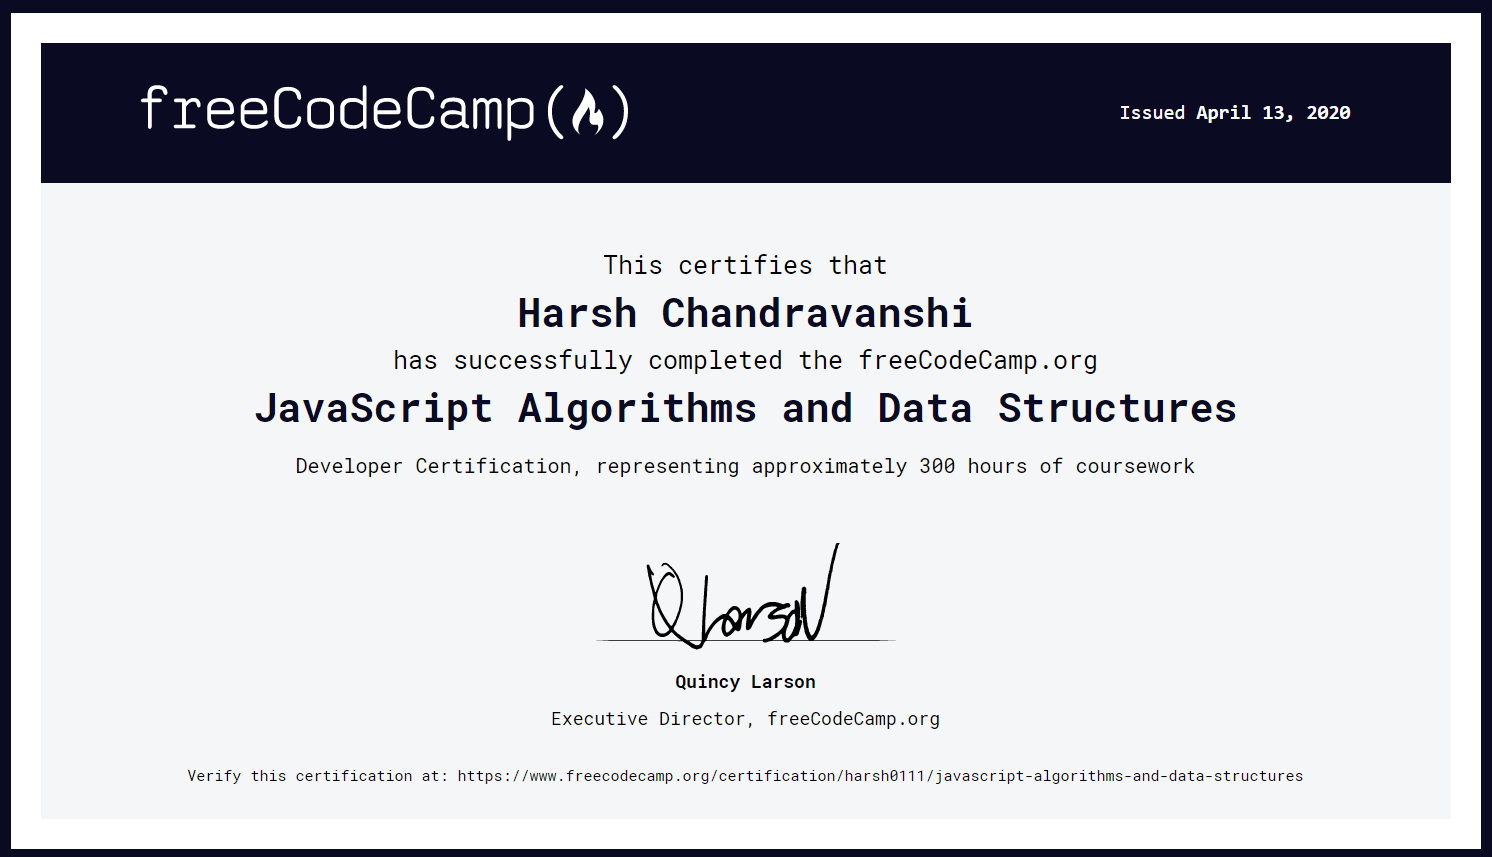 freeCodeCamp(🔥)
Issued April 13, 2020
This certifies that
Harsh Chandravanshi
has successfully completed the freeCodeCamp.org
JavaScript Algorithms and Data Structures
Developer Certification, representing approximately 300 hours of coursework
Q Larson
Quincy Larson
Executive Director, freeCodeCamp.org
Verify this certification at: https://www.freecodecamp.org/certification/harsh0111/javascript-algorithms-and-data-structures